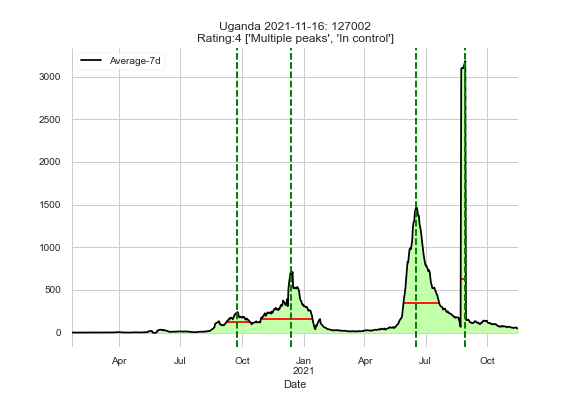 Uganda 2021-11-16: 127002
Rating:4 ['Multiple peaks', 'In control']
Average-7d
3000
2500
2000
1500
1000
500
0
Apr Jul Oct Jan Apr Jul Oct
2021
Date